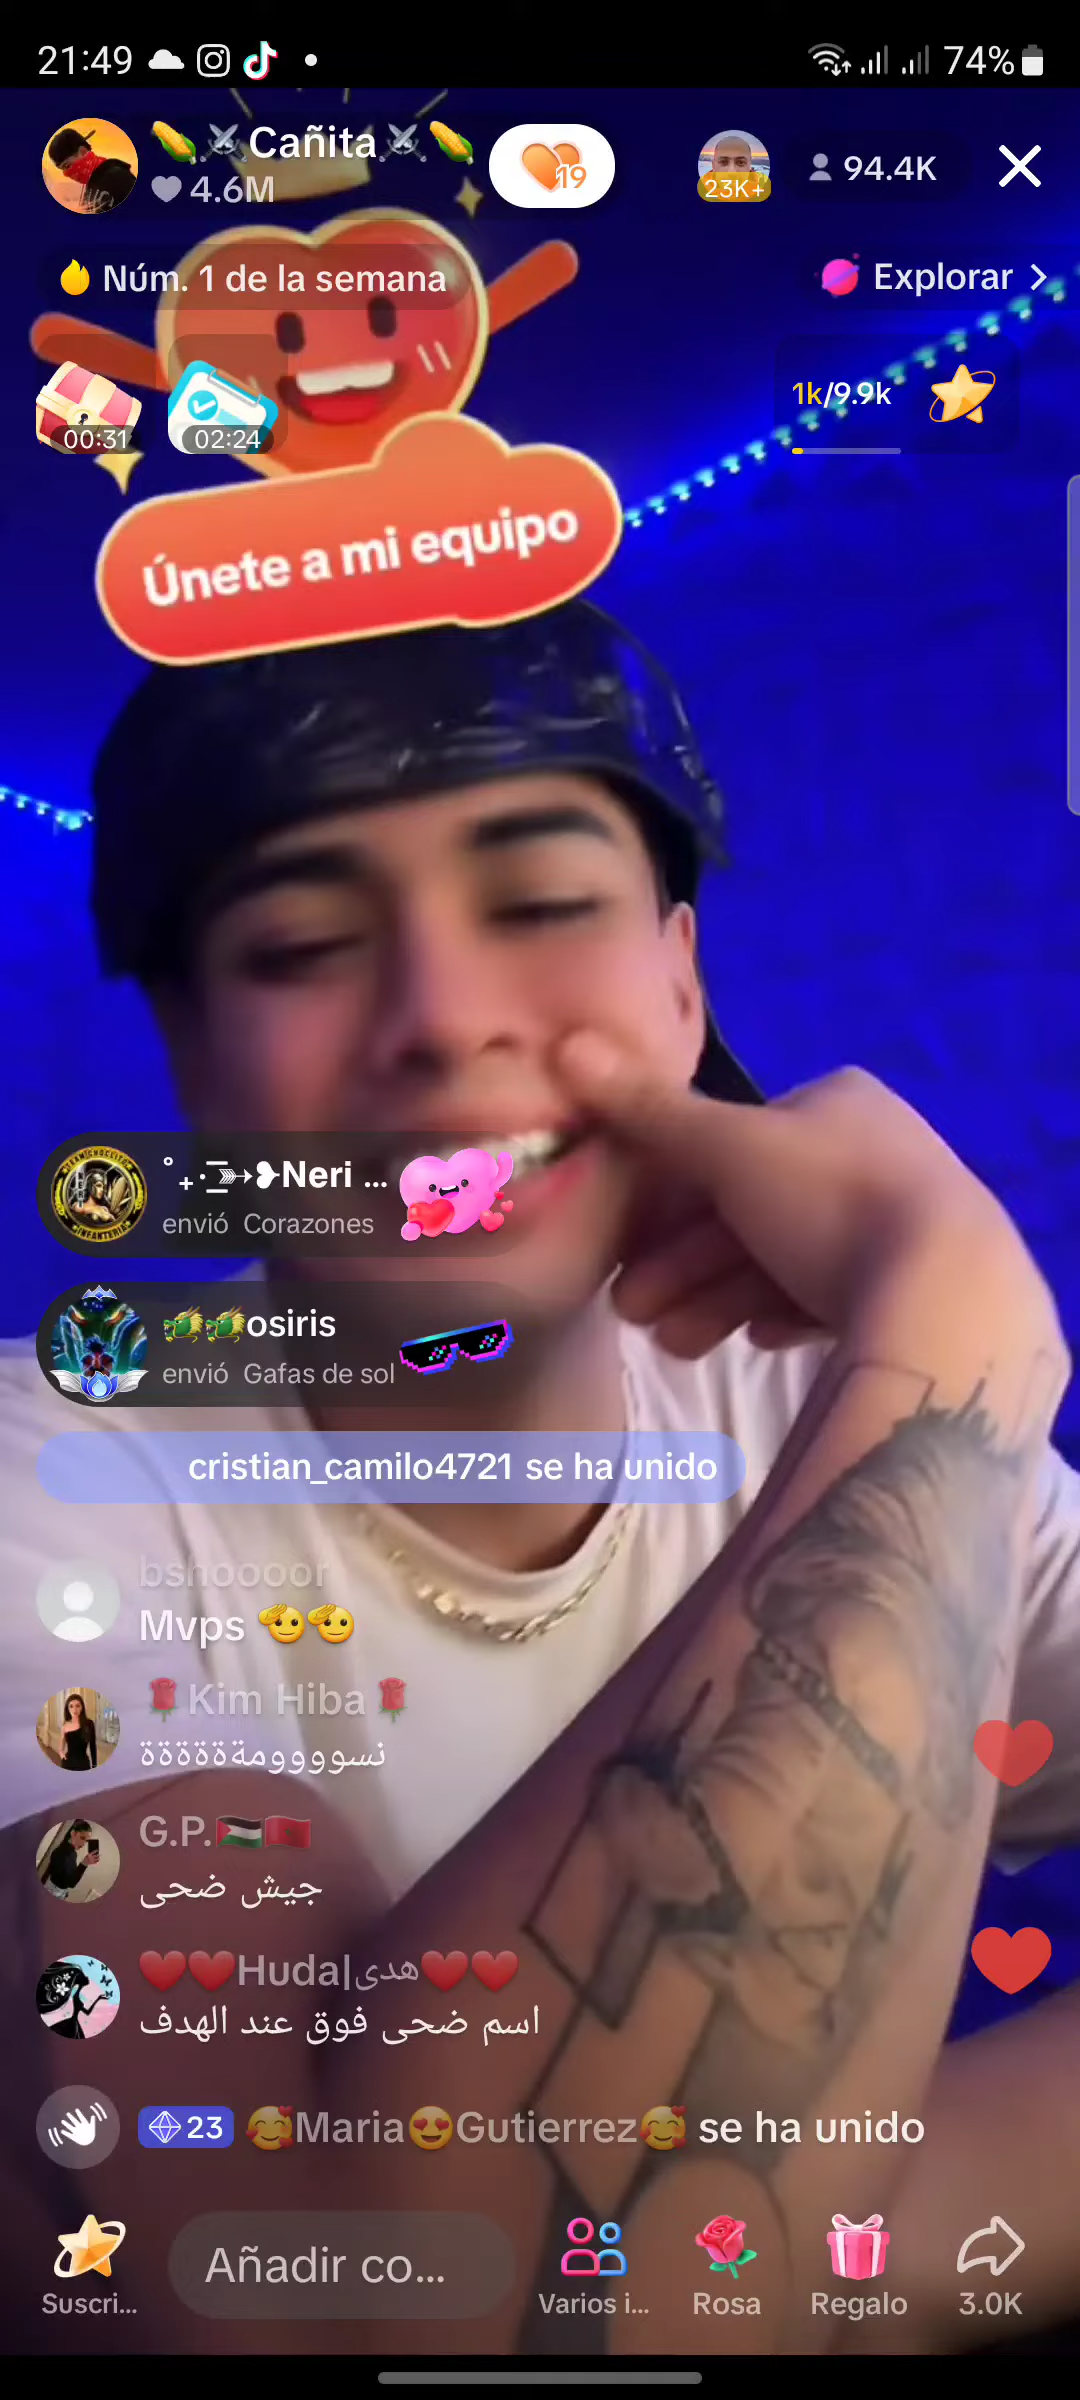 21:49
74%
🌽⚔Cañita⚔🌽
4.6M
19
23K+
94.4K
Núm. 1 de la semana
Explorar
00:31
02:24
1k/9.9k
Únete a mi equipo
Neri ...
envió Corazones
🐲🐲osiris
envió Gafas de sol
cristian_camilo4721 se ha unido
bshoooor
Mvps 🫡🫡
🌹Kim Hiba🌹
نسوووومةةةةةة
G.P.🇵🇸🇲🇦
جيش ضحى
❤️❤️Huda|هدى❤️❤️
اسم ضحى فوق عند الهدف
23 🥰Maria😍Gutierrez🥰 se ha unido
Añadir co...
Suscri...
Varios i...
Rosa
Regalo
3.0K